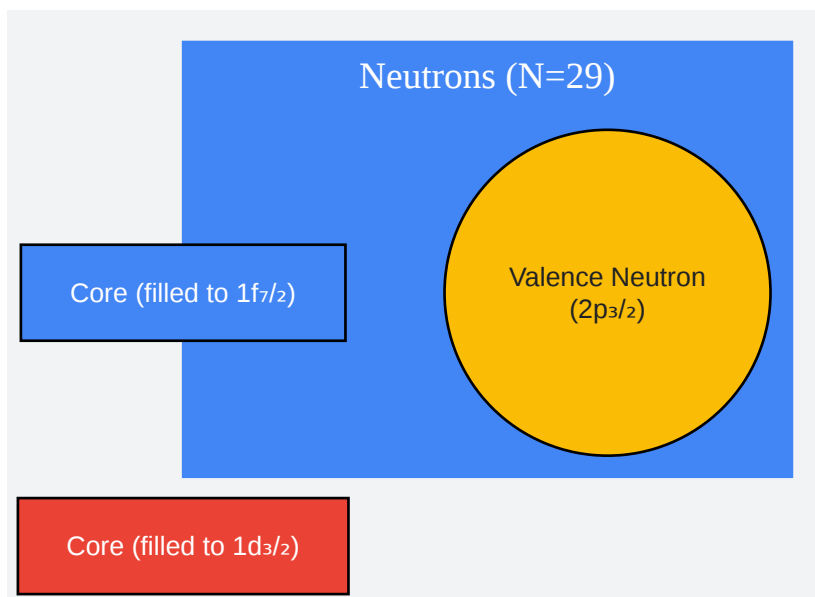 Neutrons (N=29)
Core (filled to 1f₇/₂)
Valence Neutron
(2p₃/₂)
Core (filled to 1d₃/₂)